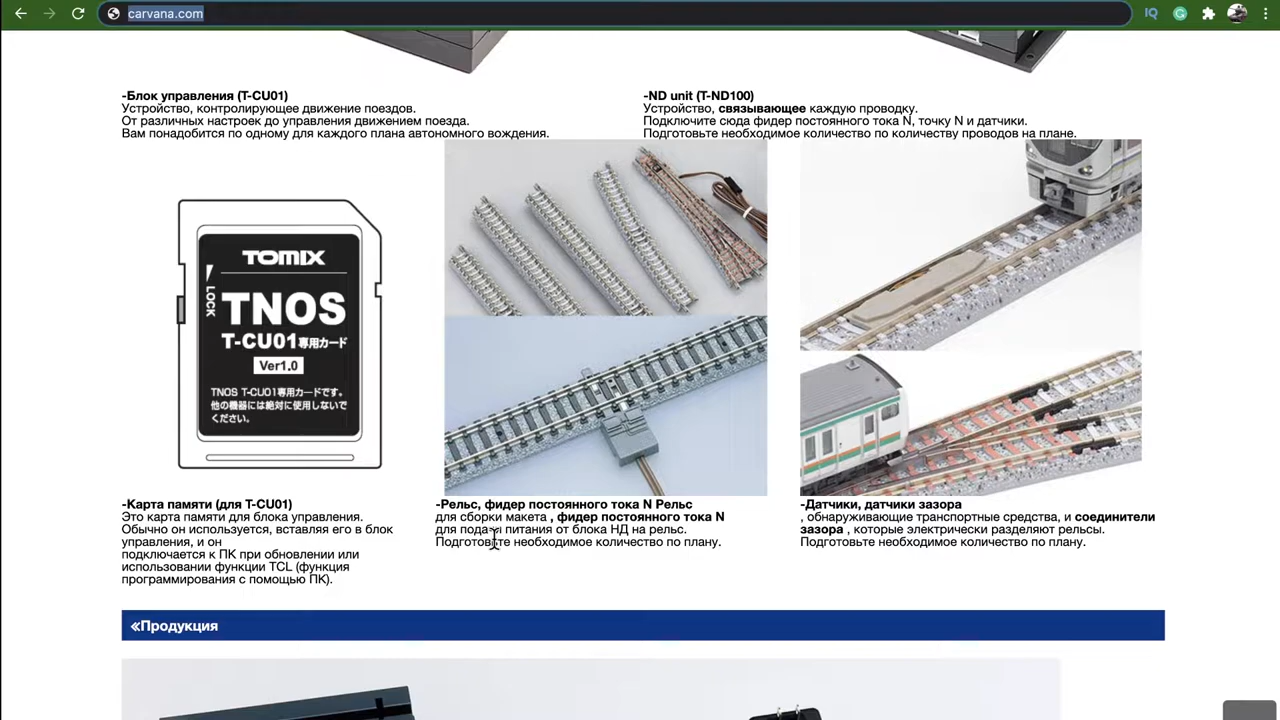 carvana.com
-Блок управления (T-CU01)
Устройство, контролирующее движение поездов.
От различных настроек до управления движением поезда.
Вам понадобится по одному для каждого плана автономного вождения.
-ND unit (T-ND100)
Устройство, связывающее каждую проводку.
Подключите сюда фидер постоянного тока N, точку N и датчики.
Подготовьте необходимое количество по количеству проводов на плане.
TOMIX
LOCK
TNOS
T-CU01専用カード
Ver1.0
TNOS T-CU01専用カードです。
他の機器には絶対に使用しないで
ください。
-Карта памяти (для T-CU01)
Это карта памяти для блока управления.
Обычно он используется, вставляя его в блок
управления, и он
подключается к ПК при обновлении или
использовании функции TCL (функция
программирования с помощью ПК).
-Рельс, фидер постоянного тока N Рельс
для сборки макета , фидер постоянного тока N
для подачи питания от блока НД на рельс.
Подготовьте необходимое количество по плану.
-Датчики, датчики зазора
, обнаруживающие транспортные средства, и соединители
зазора , которые электрически разделяют рельсы.
Подготовьте необходимое количество по плану.
≪Продукция